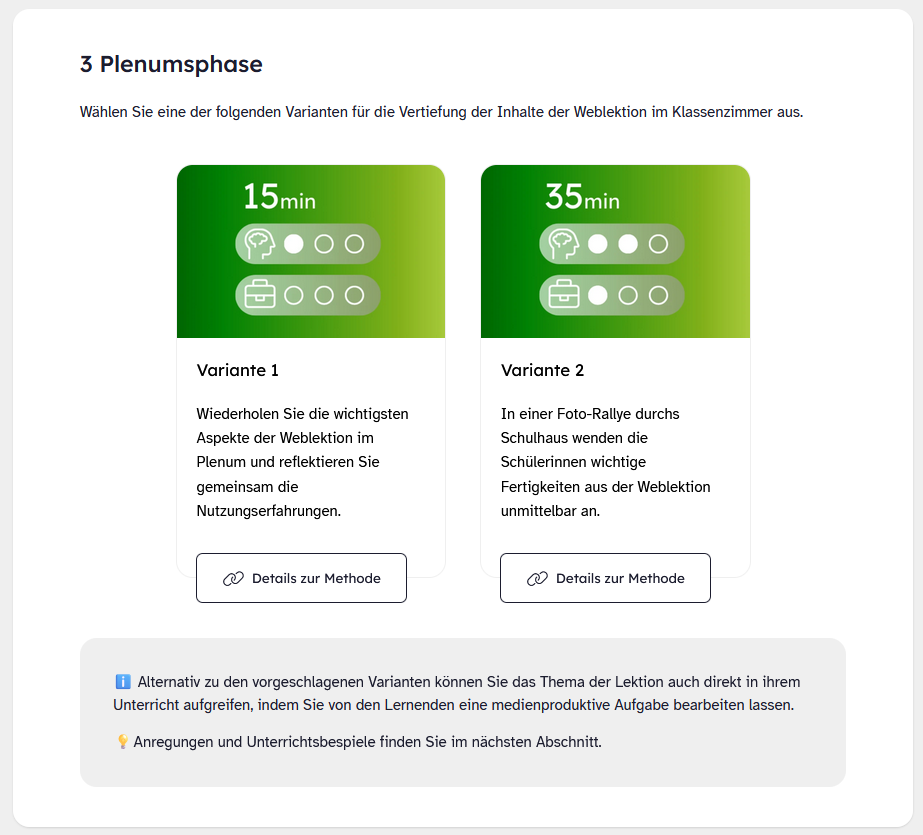 3 Plenumsphase
Wählen Sie eine der folgenden Varianten für die Vertiefung der Inhalte der Weblektion im Klassenzimmer aus.
15min
Variante 1
Wiederholen Sie die wichtigsten
Aspekte der Weblektion im
Plenum und reflektieren Sie
gemeinsam die
Nutzungserfahrungen.
Details zur Methode
35min
Variante 2
In einer Foto-Rallye durchs
Schulhaus wenden die
Schülerinnen wichtige
Fertigkeiten aus der Weblektion
unmittelbar an.
Details zur Methode
Alternativ zu den vorgeschlagenen Varianten können Sie das Thema der Lektion auch direkt in ihrem
Unterricht aufgreifen, indem Sie von den Lernenden eine medienproduktive Aufgabe bearbeiten lassen.
Anregungen und Unterrichtsbespiele finden Sie im nächsten Abschnitt.